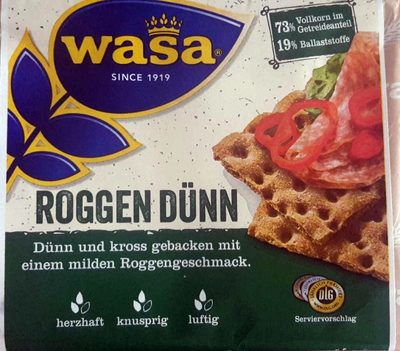 wasa®
SINCE 1919
73% Vollkorn im
Getreideanteil
19% Ballaststoffe
ROGGEN DÜNN
Dünn und kross gebacken mit
einem milden Roggengeschmack.
herzhaft knusprig luftig
DLG
Serviervorschlag